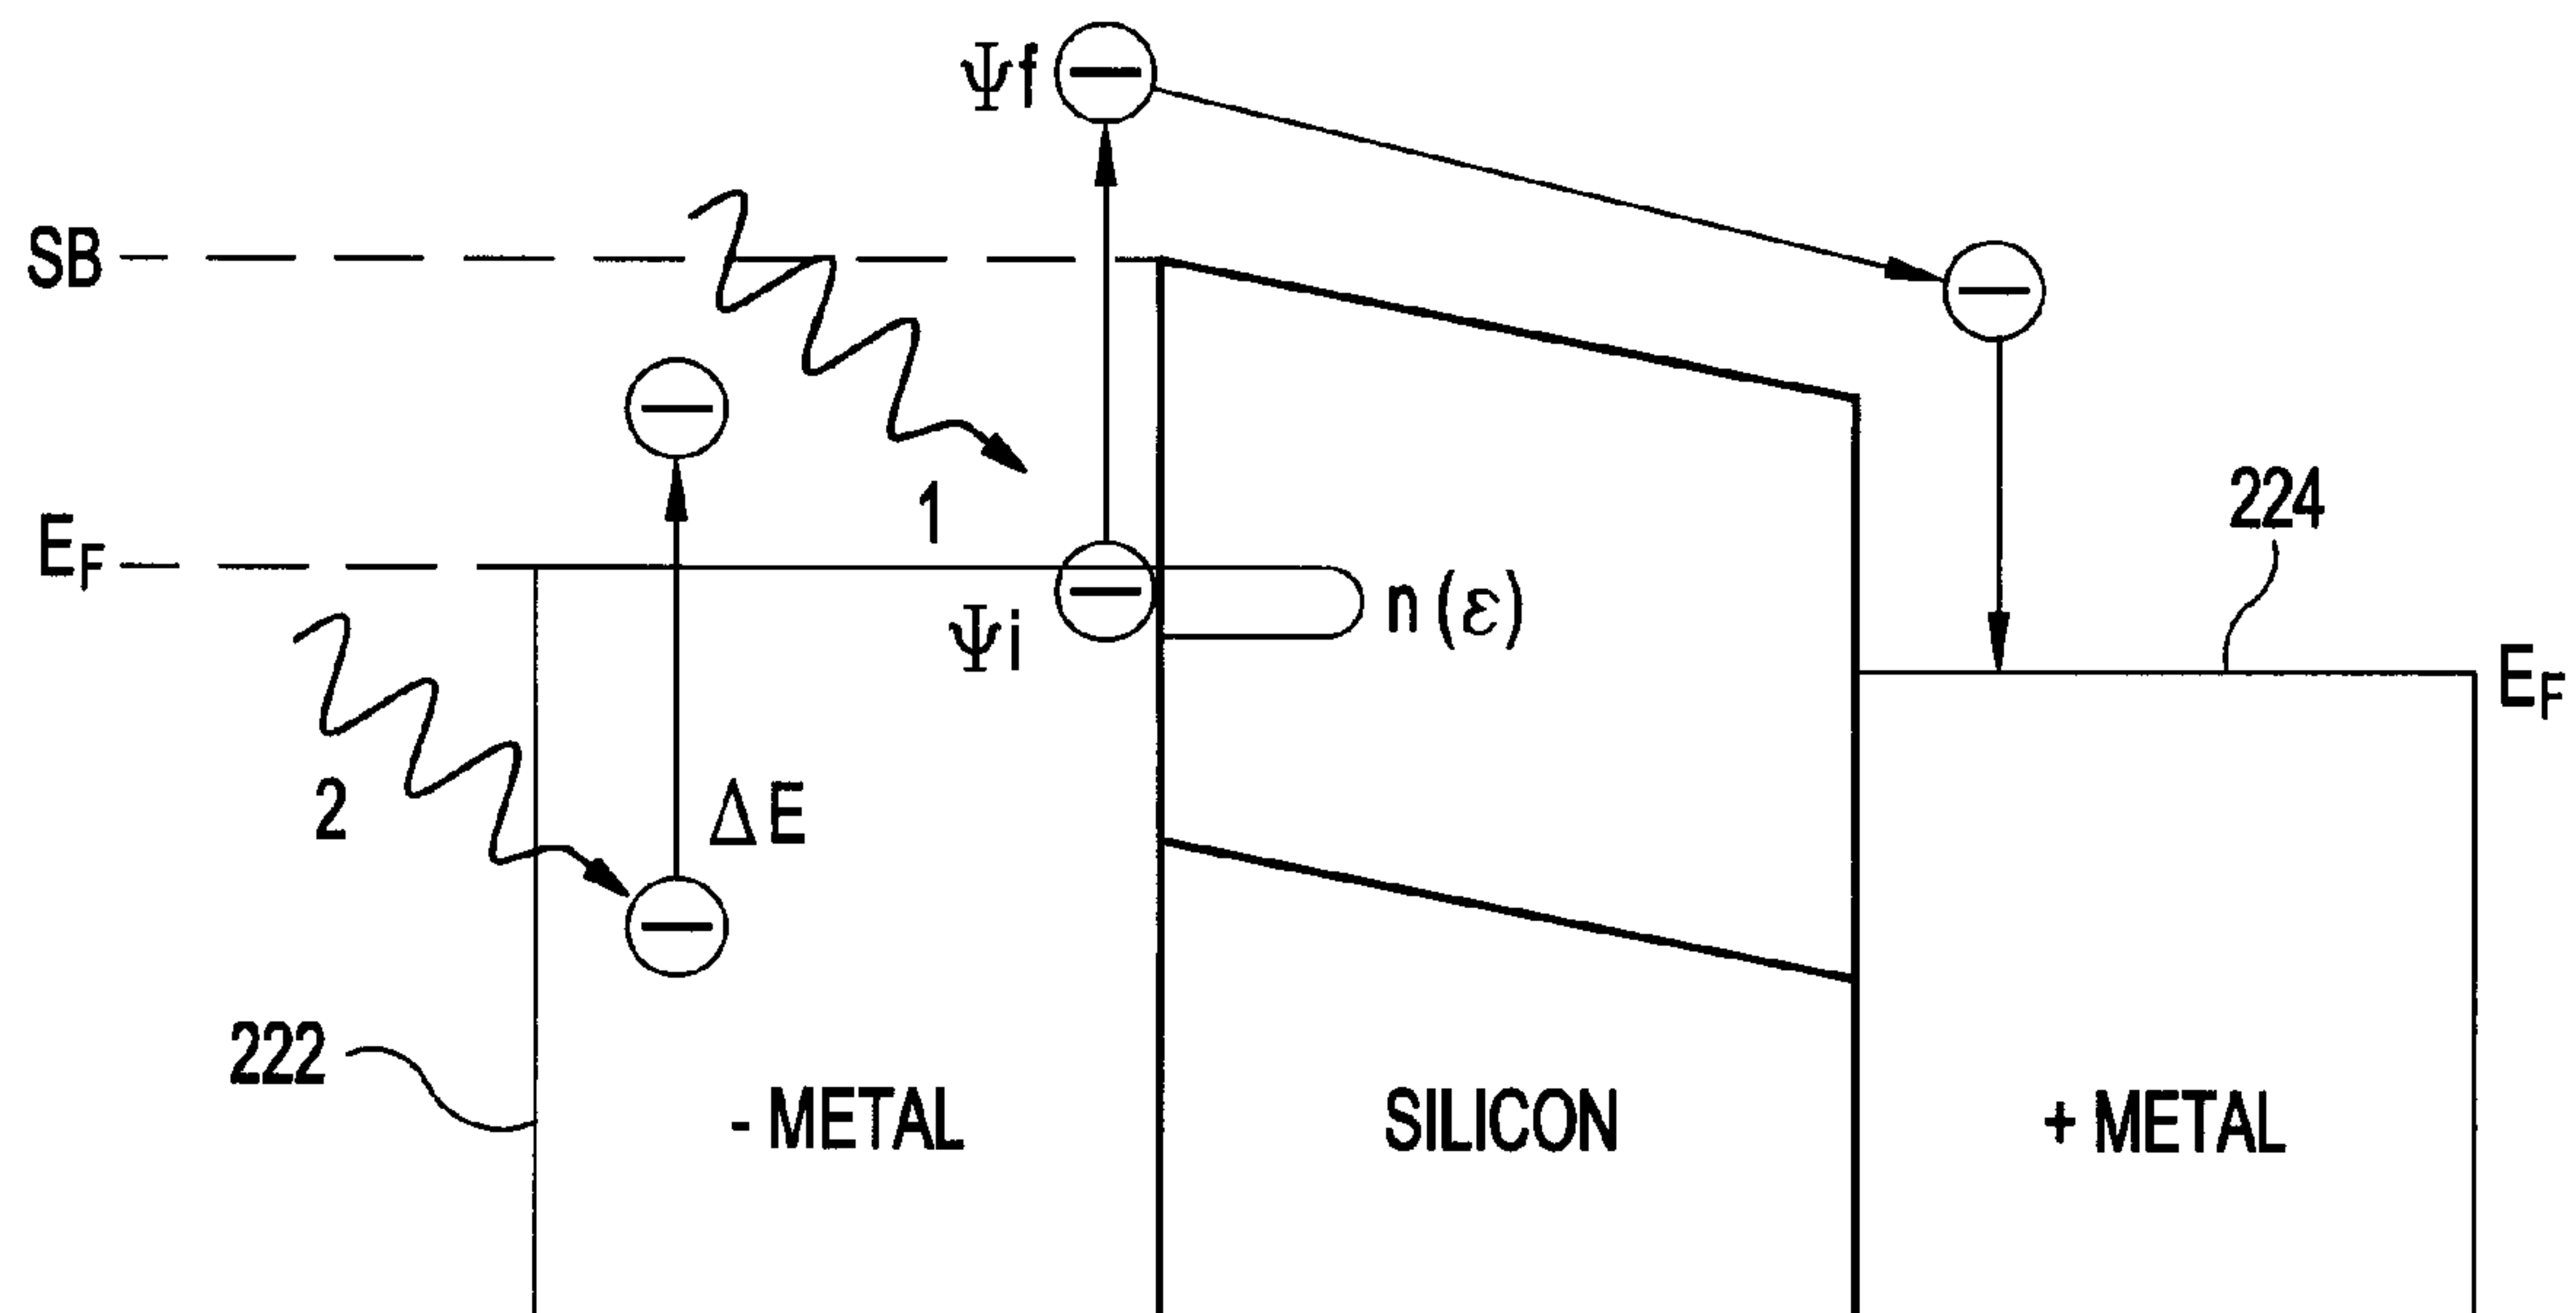 Ψf
SB
1
224
E_F
n (ε)
Ψi
E_F
2
ΔE
222
- METAL
SILICON
+ METAL